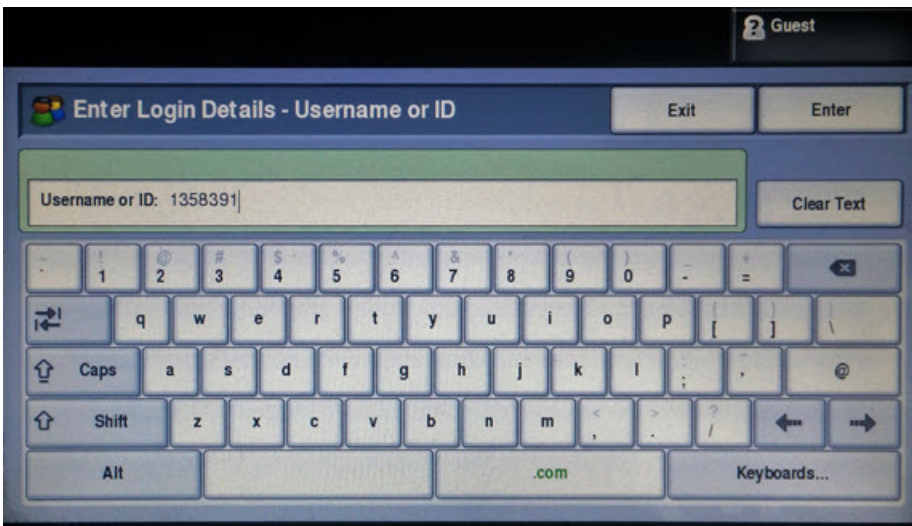 Guest
Enter Login Details - Username or ID Exit Enter
Username or ID: 1358391 Clear Text
! @ # $ % ^ & * ( ) _ +
1 2 3 4 5 6 7 8 9 0 - =
q w e r t y u i o p [ ] \
Caps a s d f g h j k l ; ' @
Shift z x c v b n m , . /
< > ?
Alt .com Keyboards...